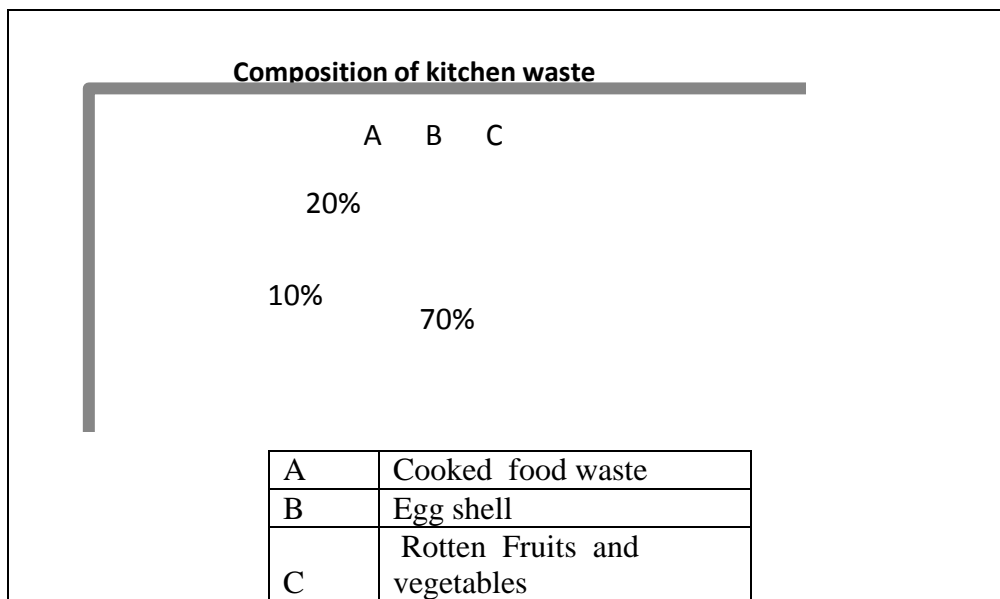 Composition of kitchen waste
A B C
20%
10%
70%
A Cooked food waste
B Egg shell
Rotten Fruits and
C vegetables